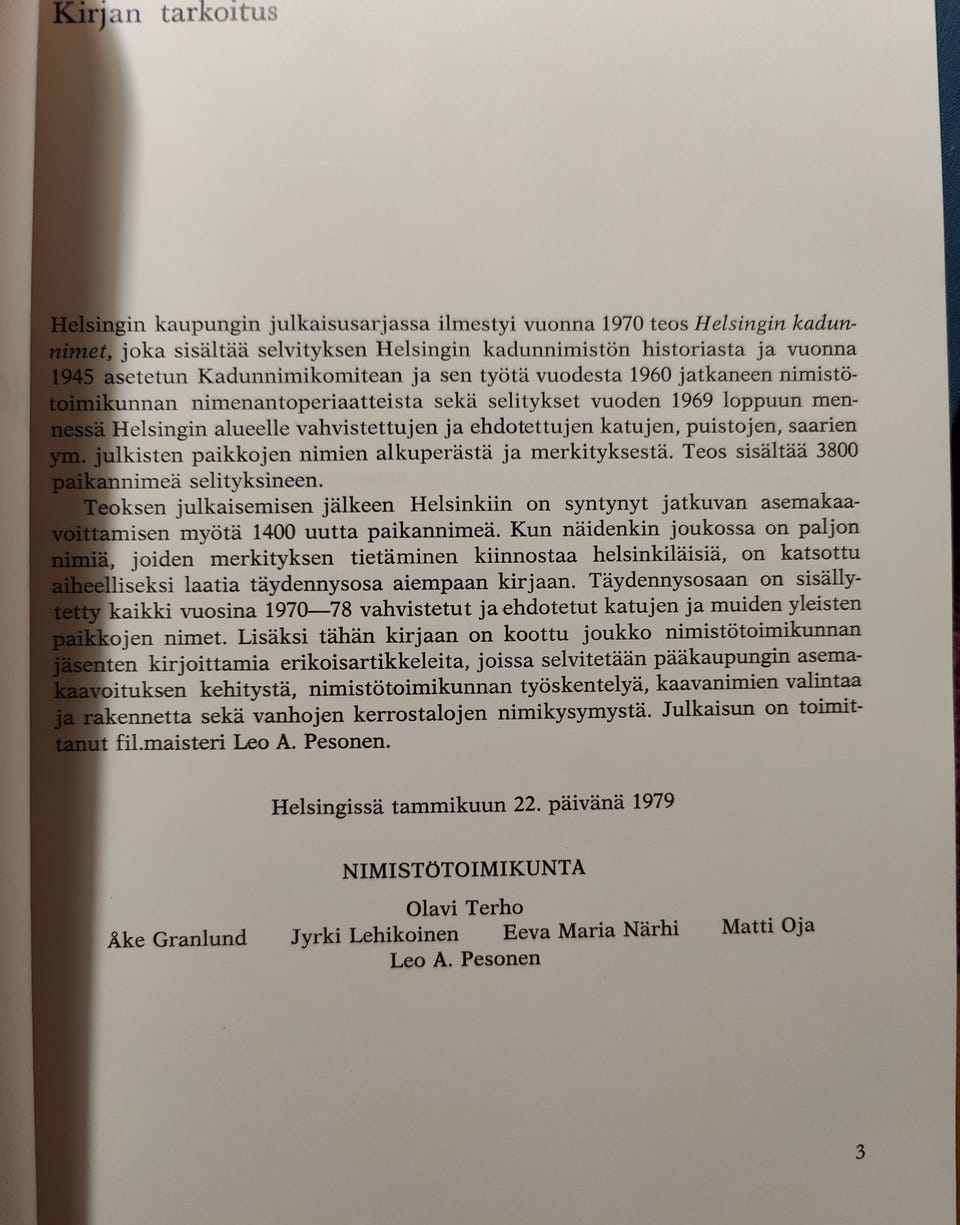 Kirjan tarkoitus
Helsingin kaupungin julkaisusarjassa ilmestyi vuonna 1970 teos Helsingin kadun-
nimet, joka sisältää selvityksen Helsingin kadunnimistön historiasta ja vuonna
1945 asetetun Kadunnimikomitean ja sen työtä vuodesta 1960 jatkaneen nimistö-
toimikunnan nimenantoperiaatteista sekä selitykset vuoden 1969 loppuun men-
nessä Helsingin alueelle vahvistettujen ja ehdotettujen katujen, puistojen, saarien
ym. julkisten paikkojen nimien alkuperästä ja merkityksestä. Teos sisältää 3800
paikannimeä selityksineen.
Teoksen julkaisemisen jälkeen Helsinkiin on syntynyt jatkuvan asemakaa-
voittamisen myötä 1400 uutta paikannimeä. Kun näidenkin joukossa on paljon
nimiä, joiden merkityksen tietäminen kiinnostaa helsinkiläisiä, on katsottu
aiheelliseksi laatia täydennysosa aiempaan kirjaan. Täydennysosaan on sisälly-
tetty kaikki vuosina 1970—78 vahvistetut ja ehdotetut katujen ja muiden yleisten
paikkojen nimet. Lisäksi tähän kirjaan on koottu joukko nimistötoimikunnan
jäsenten kirjoittamia erikoisartikkeleita, joissa selvitetään pääkaupungin asema-
kaavoituksen kehitystä, nimistötoimikunnan työskentelyä, kaavanimien valintaa
ja rakennetta sekä vanhojen kerrostalojen nimikysymystä. Julkaisun on toimit-
tanut fil.maisteri Leo A. Pesonen.
Helsingissä tammikuun 22. päivänä 1979
NIMISTÖTOIMIKUNTA
Olavi Terho
Åke Granlund Jyrki Lehikoinen Eeva Maria Närhi Matti Oja
Leo A. Pesonen
3